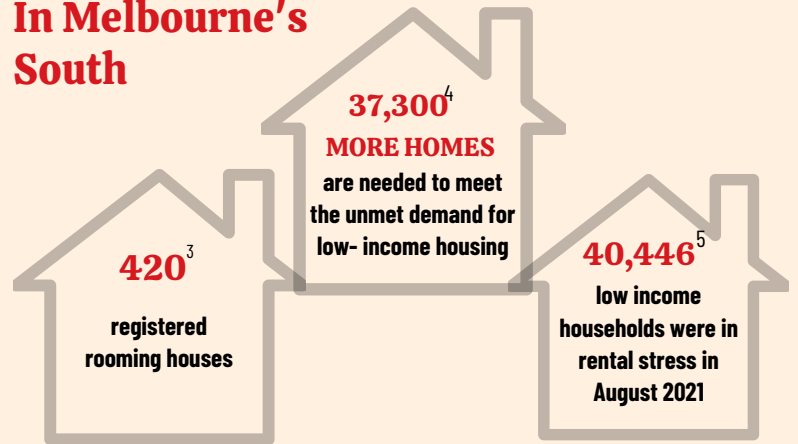 In Melbourne's
South
37,300⁴
MORE HOMES
are needed to meet
the unmet demand for
low- income housing
420³
registered
rooming houses
40,446⁵
low income
households were in
rental stress in
August 2021